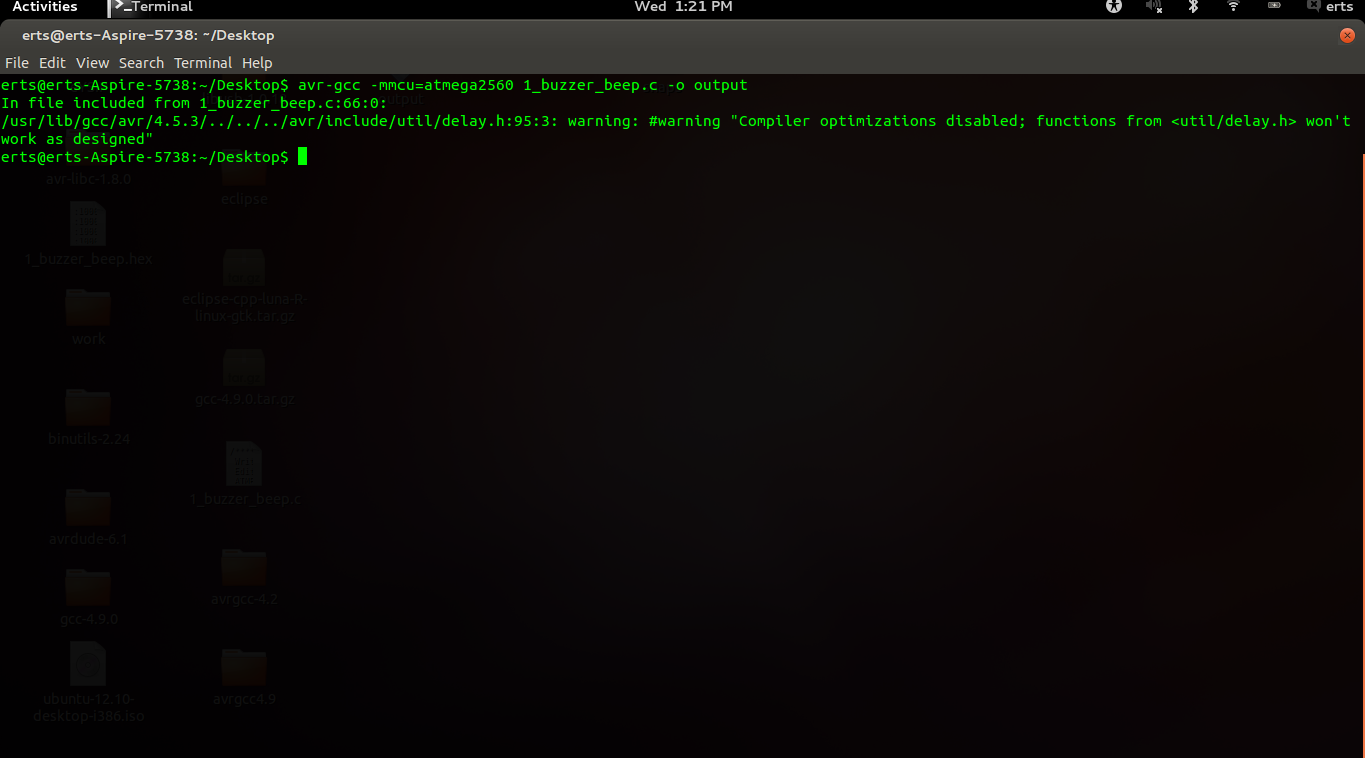 Activities
Terminal
Wed 1:21 PM
erts
erts@erts-Aspire-5738: ~/Desktop
File Edit View Search Terminal Help
erts@erts-Aspire-5738:~/Desktop$ avr-gcc -mmcu=atmega2560 1_buzzer_beep.c -o output
In file included from 1_buzzer_beep.c:66:0:
/usr/lib/gcc/avr/4.5.3/../../../avr/include/util/delay.h:95:3: warning: #warning "Compiler optimizations disabled; functions from <util/delay.h> won't
work as designed"
erts@erts-Aspire-5738:~/Desktop$
output
avr-libc-1.8.0
eclipse
1_buzzer_beep.hex
eclipse-cpp-luna-R-
linux-gtk.tar.gz
work
gcc-4.9.0.tar.gz
binutils-2.24
1_buzzer_beep.c
avrdude-6.1
avrgcc-4.2
gcc-4.9.0
ubuntu-12.10-
desktop-i386.iso
avrgcc4.9